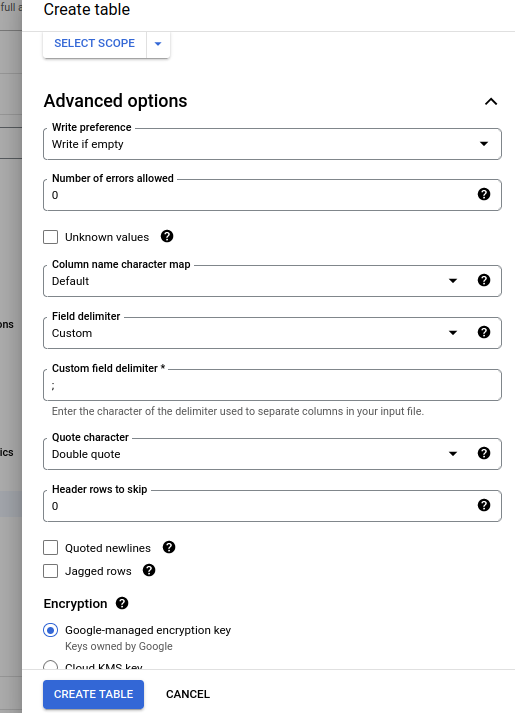 full a
Create table
SELECT SCOPE
Advanced options
Write preference
Write if empty
Number of errors allowed
0
Unknown values
Column name character map
Default
Field delimiter
Custom
Custom field delimiter *
;
Enter the character of the delimiter used to separate columns in your input file.
Quote character
Double quote
Header rows to skip
0
Quoted newlines
Jagged rows
Encryption
Google-managed encryption key
Keys owned by Google
Cloud KMS key
CREATE TABLE
CANCEL
ons
ics